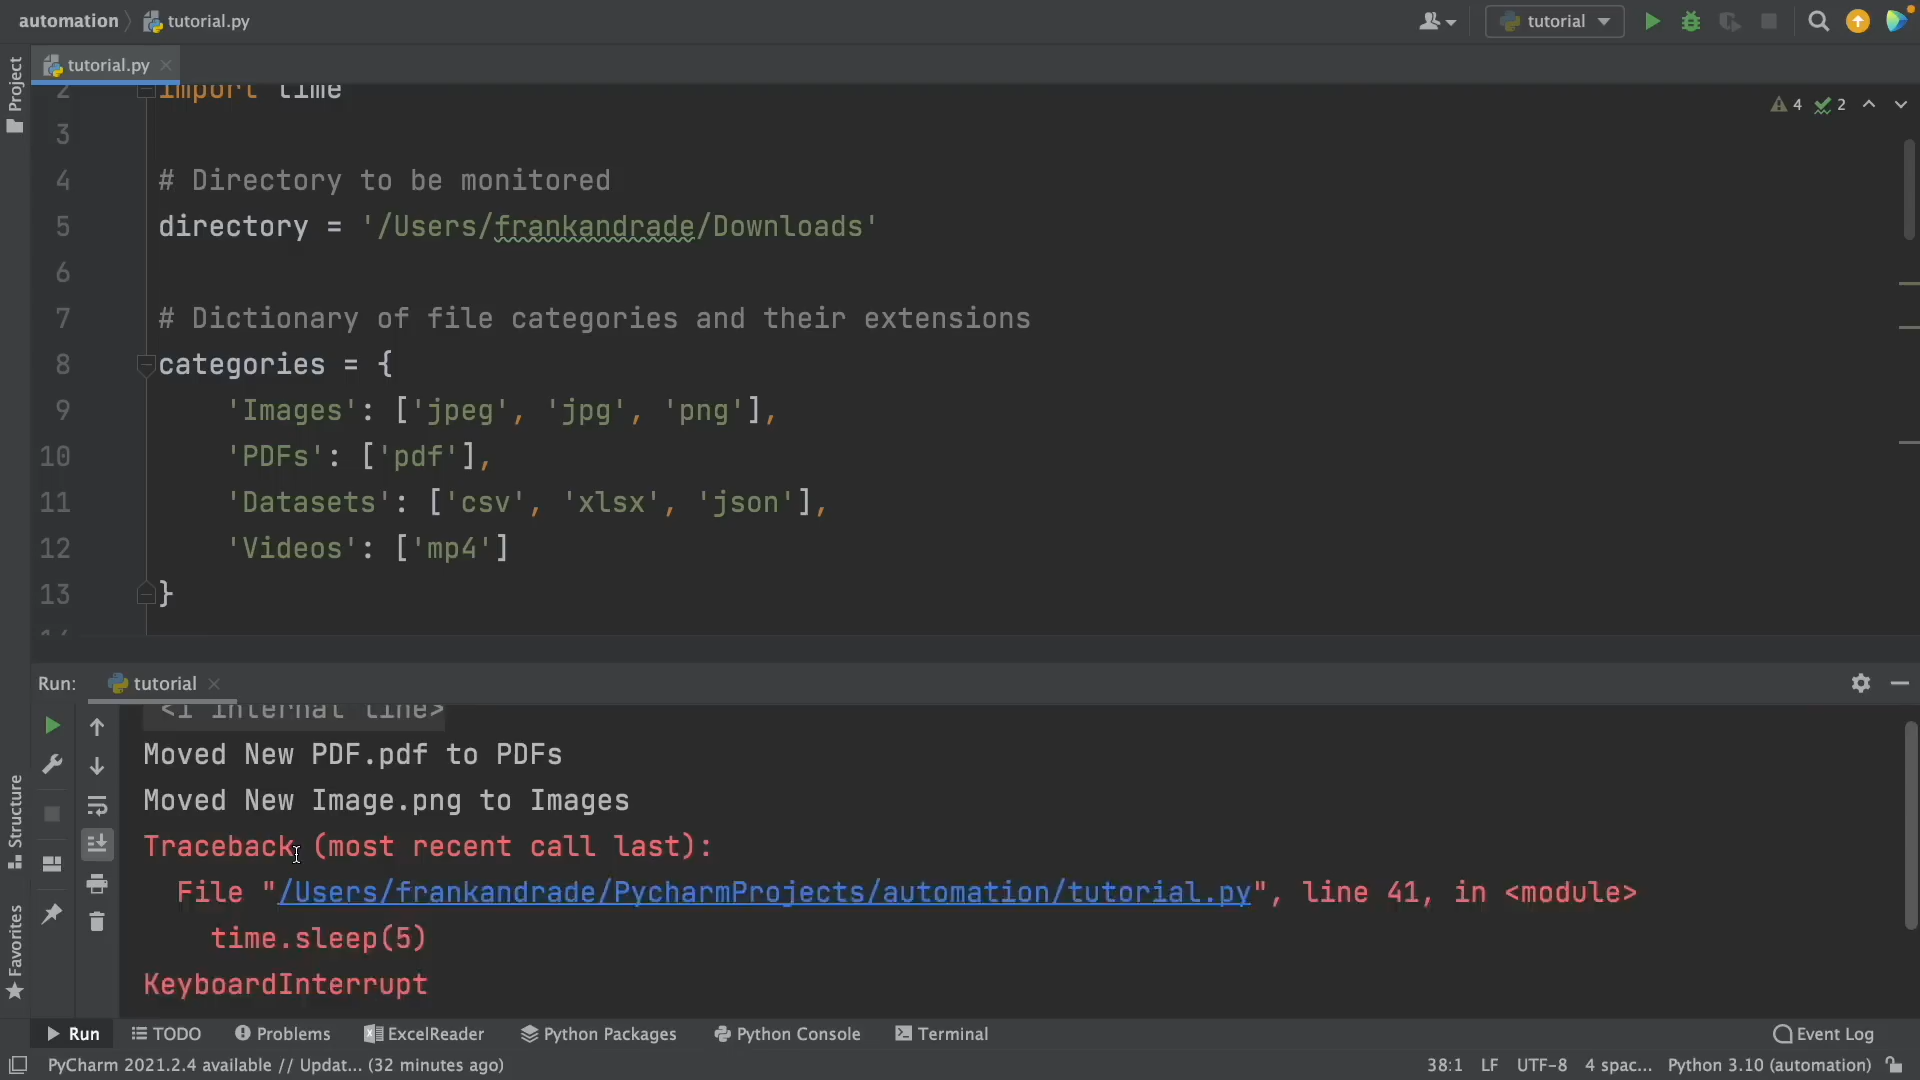 automation tutorial.py tutorial
tutorial.py
Project
2 import time
4 2
3
4 # Directory to be monitored
5 directory = '/Users/frankandrade/Downloads'
6
7 # Dictionary of file categories and their extensions
8 categories = {
9 'Images': ['jpeg', 'jpg', 'png'],
10 'PDFs': ['pdf'],
11 'Datasets': ['csv', 'xlsx', 'json'],
12 'Videos': ['mp4']
13 }
14
Run: tutorial
<1 internal line>
Moved New PDF.pdf to PDFs
Moved New Image.png to Images
Traceback (most recent call last):
File "/Users/frankandrade/PycharmProjects/automation/tutorial.py", line 41, in <module>
time.sleep(5)
KeyboardInterrupt
Structure
Favorites
Run TODO Problems ExcelReader Python Packages Python Console Terminal Event Log
PyCharm 2021.2.4 available // Updat... (32 minutes ago) 38:1 LF UTF-8 4 spac... Python 3.10 (automation)